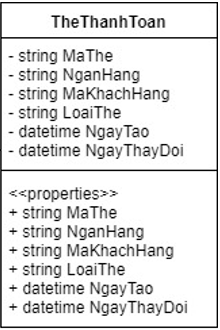 TheThanhToan
- string MaThe
- string NganHang
- string MaKhachHang
- string LoaiThe
- datetime NgayTao
- datetime NgayThayDoi
<<properties>>
+ string MaThe
+ string NganHang
+ string MaKhachHang
+ string LoaiThe
+ datetime NgayTao
+ datetime NgayThayDoi